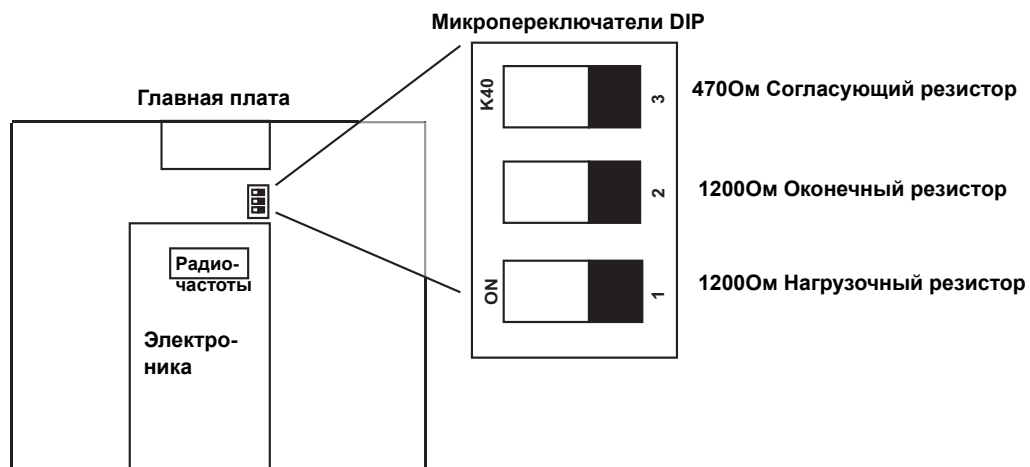 Микропереключатели DIP
Главная плата
K40
3
470Ом Согласующий резистор
2
1200Ом Оконечный резистор
ON
1
1200Ом Нагрузочный резистор
Радио-
частоты
Электро-
ника